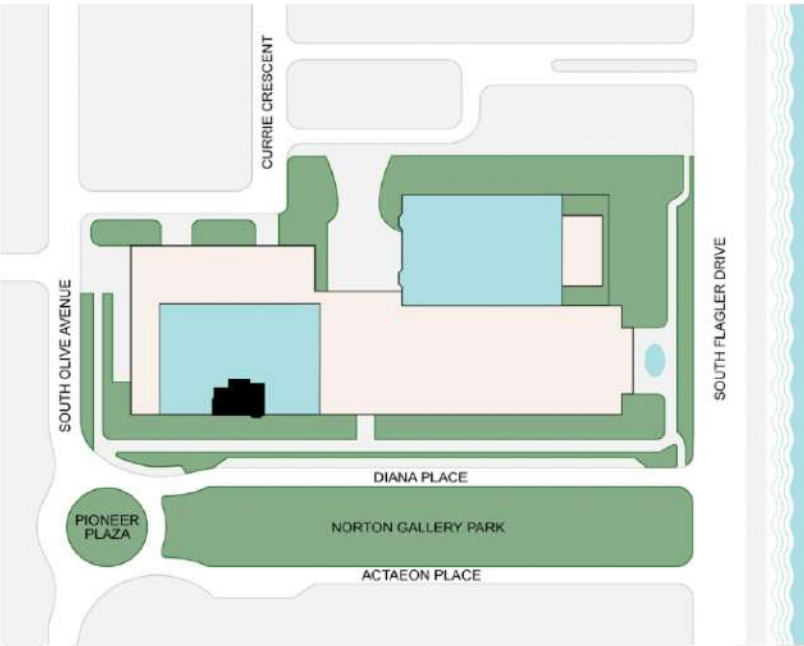 CURRIE CRESCENT
SOUTH OLIVE AVENUE
SOUTH FLAGLER DRIVE
DIANA PLACE
PIONEER
PLAZA
NORTON GALLERY PARK
ACTAEON PLACE